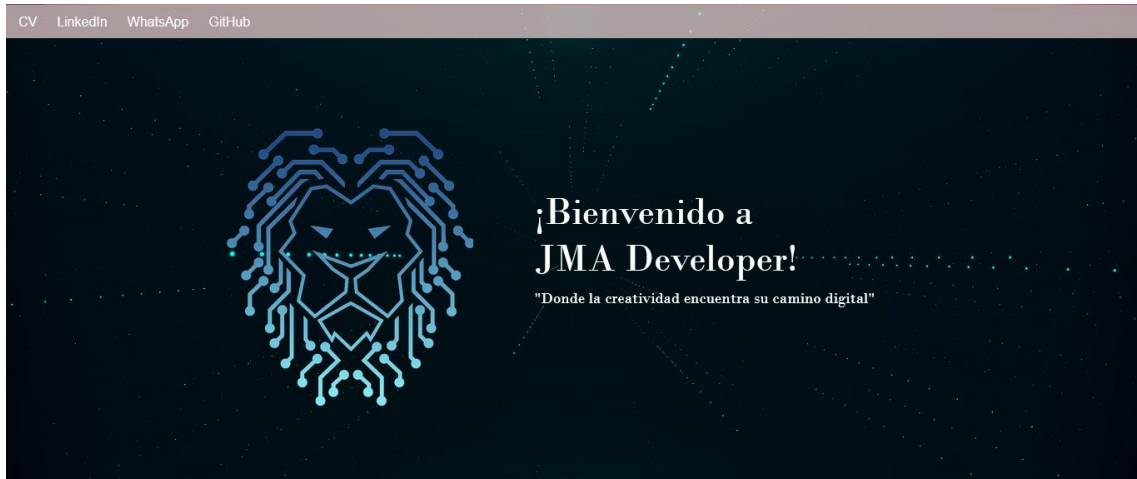 CV LinkedIn WhatsApp GitHub
¡Bienvenido a
JMA Developer!
"Donde la creatividad encuentra su camino digital"